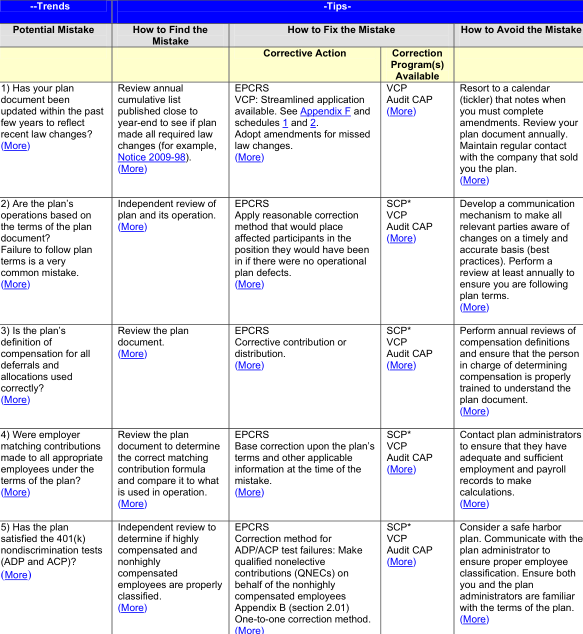 --Trends
-Tips-
Potential Mistake
How to Find the
Mistake
How to Fix the Mistake
How to Avoid the Mistake
Corrective Action
Correction
Program(s)
Available
1) Has your plan
document been
updated within the past
few years to reflect
recent law changes?
(More)
Review annual
cumulative list
published close to
year-end to see if plan
made all required law
changes (for example,
Notice 2009-98).
(More)
EPCRS
VCP: Streamlined application
available. See Appendix F and
schedules 1 and 2.
Adopt amendments for missed
law changes.
(More)
VCP
Audit CAP
(More)
Resort to a calendar
(tickler) that notes when
you must complete
amendments. Review your
plan document annually.
Maintain regular contact
with the company that sold
you the plan.
(More)
2) Are the plan's
operations based on
the terms of the plan
document?
Failure to follow plan
terms is a very
common mistake.
(More)
Independent review of
plan and its operation.
(More)
EPCRS
Apply reasonable correction
method that would place
affected participants in the
position they would have been
in if there were no operational
plan defects.
(More)
SCP*
VCP
Audit CAP
(More)
Develop a communication
mechanism to make all
relevant parties aware of
changes on a timely and
accurate basis (best
practices). Perform a
review at least annually to
ensure you are following
plan terms.
(More)
3) Is the plan's
definition of
compensation for all
deferrals and
allocations used
correctly?
(More)
Review the plan
document.
(More)
EPCRS
Corrective contribution or
distribution.
(More)
SCP*
VCP
Audit CAP
(More)
Perform annual reviews of
compensation definitions
and ensure that the person
in charge of determining
compensation is properly
trained to understand the
plan document.
(More)
4) Were employer
matching contributions
made to all appropriate
employees under the
terms of the plan?
(More)
Review the plan
document to determine
the correct matching
contribution formula
and compare it to what
is used in operation.
(More)
EPCRS
Base correction upon the plan's
terms and other applicable
information at the time of the
mistake.
(More)
SCP*
VCP
Audit CAP
(More)
Contact plan administrators
to ensure that they have
adequate and sufficient
employment and payroll
records to make
calculations.
(More)
5) Has the plan
satisfied the 401(k)
nondiscrimination tests
(ADP and ACP)?
(More)
Independent review to
determine if highly
compensated and
nonhighly
compensated
employees are properly
classified.
(More)
EPCRS
Correction method for
ADP/ACP test failures: Make
qualified nonelective
contributions (QNECs) on
behalf of the nonhighly
compensated employees
Appendix B (section 2.01)
One-to-one correction method.
(More)
SCP*
VCP
Audit CAP
(More)
Consider a safe harbor
plan. Communicate with the
plan administrator to
ensure proper employee
classification. Ensure both
you and the plan
administrators are familiar
with the terms of the plan.
(More)